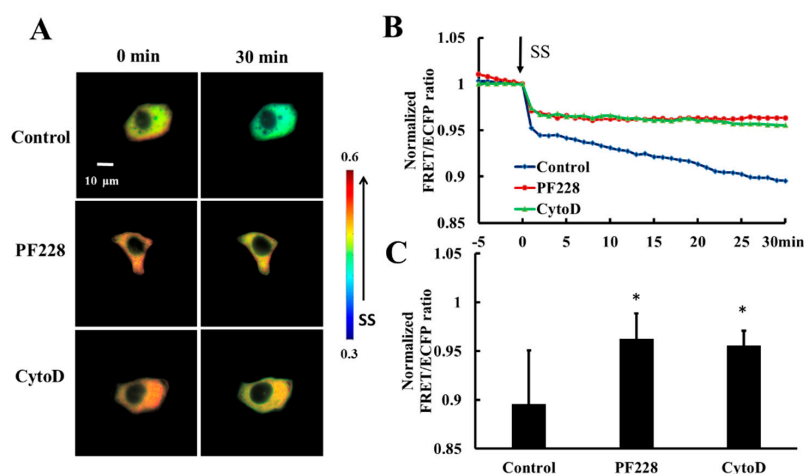 A
0 min
30 min
Control
10 μm
PF228
CytoD
0.6
SS
0.3
B
Normalized
FRET/ECFP ratio
1.05
1
0.95
0.9
0.85
SS
Control
PF228
CytoD
-5
0
5
10
15
20
25
30min
C
Normalized
FRET/ECFP ratio
1.05
1
0.95
0.9
0.85
*
*
Control
PF228
CytoD